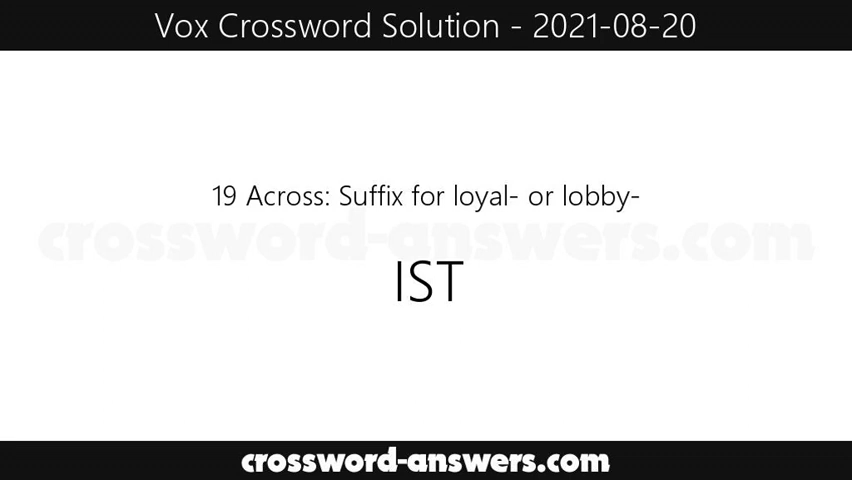 Vox Crossword Solution - 2021-08-20
19 Across: Suffix for loyal- or lobby-
crossword-answers.com
IST
crossword-answers.com